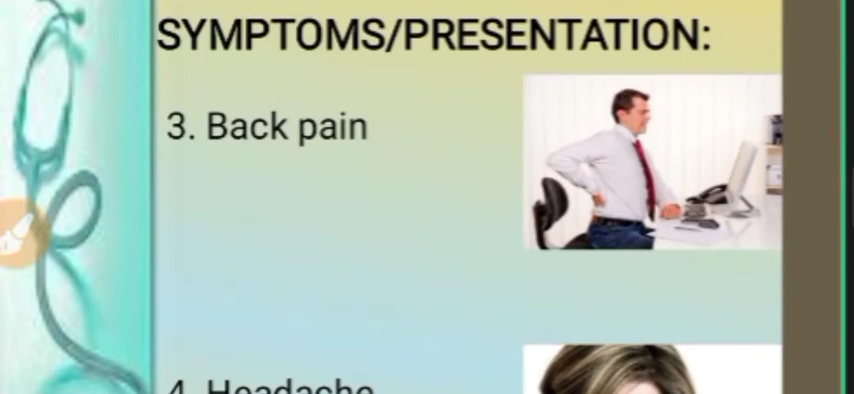 SYMPTOMS/PRESENTATION:
3. Back pain
4. Headache